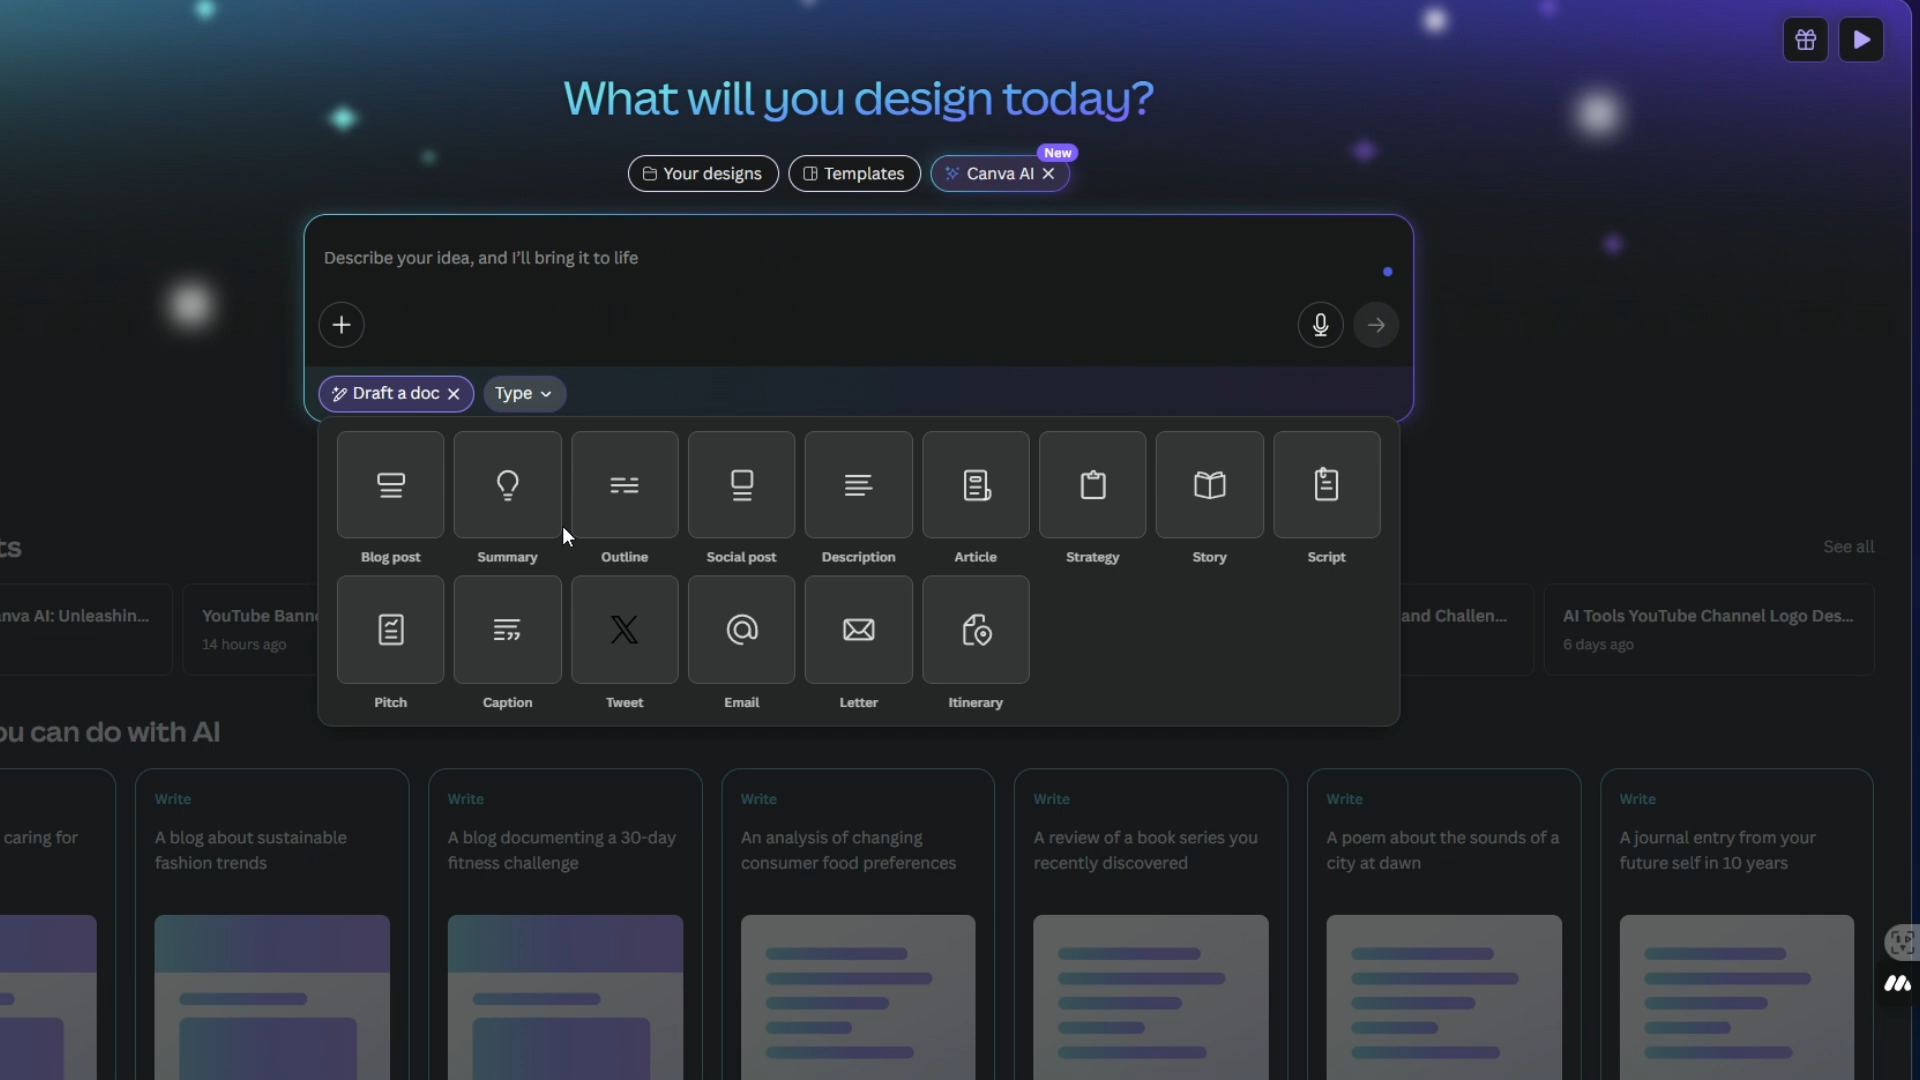 What will you design today?
New
Your designs
Templates
Canva AI
Describe your idea, and I'll bring it to life
Draft a doc
Type
Blog post
Summary
Outline
Social post
Description
Article
Strategy
Story
Script
ts
See all
Pitch
Caption
Tweet
Email
Letter
Itinerary
nva AI: Unleashin...
YouTube Bann
14 hours ago
and Challen...
AI Tools YouTube Channel Logo Des...
6 days ago
ou can do with AI
caring for
Write
A blog about sustainable
fashion trends
Write
A blog documenting a 30-day
fitness challenge
Write
An analysis of changing
consumer food preferences
Write
A review of a book series you
recently discovered
Write
A poem about the sounds of a
city at dawn
Write
A journal entry from your
future self in 10 years